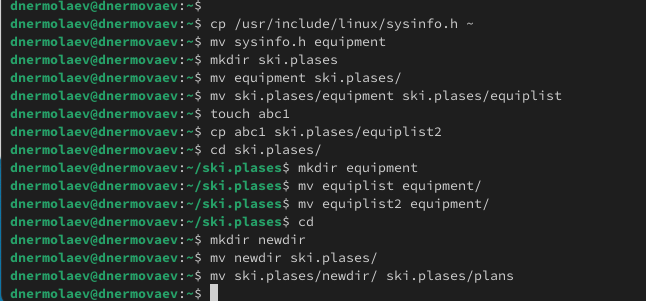 dnermolaev@dnermovaev:~$
dnermolaev@dnermovaev:~$ cp /usr/include/linux/sysinfo.h ~
dnermolaev@dnermovaev:~$ mv sysinfo.h equipment
dnermolaev@dnermovaev:~$ mkdir ski.plases
dnermolaev@dnermovaev:~$ mv equipment ski.plases/
dnermolaev@dnermovaev:~$ mv ski.plases/equipment ski.plases/equiplist
dnermolaev@dnermovaev:~$ touch abc1
dnermolaev@dnermovaev:~$ cp abc1 ski.plases/equiplist2
dnermolaev@dnermovaev:~$ cd ski.plases/
dnermolaev@dnermovaev:~/ski.plases$ mkdir equipment
dnermolaev@dnermovaev:~/ski.plases$ mv equiplist equipment/
dnermolaev@dnermovaev:~/ski.plases$ mv equiplist2 equipment/
dnermolaev@dnermovaev:~/ski.plases$ cd
dnermolaev@dnermovaev:~$ mkdir newdir
dnermolaev@dnermovaev:~$ mv newdir ski.plases/
dnermolaev@dnermovaev:~$ mv ski.plases/newdir/ ski.plases/plans
dnermolaev@dnermovaev:~$